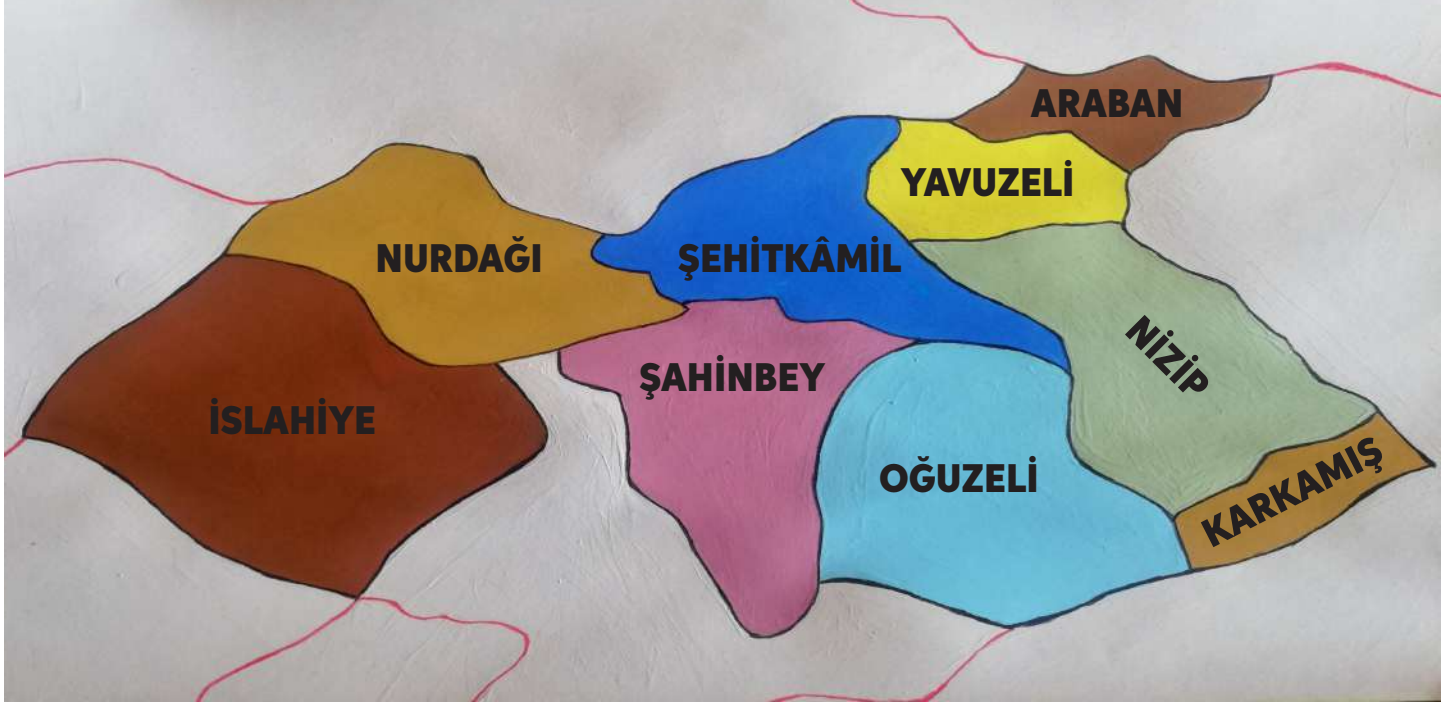 ARABAN
YAVUZELİ
NURDAĞI
ŞEHİTKÂMİL
NİZİP
ŞAHİNBEY
İSLAHİYE
OĞUZELİ
KARKAMIŞ